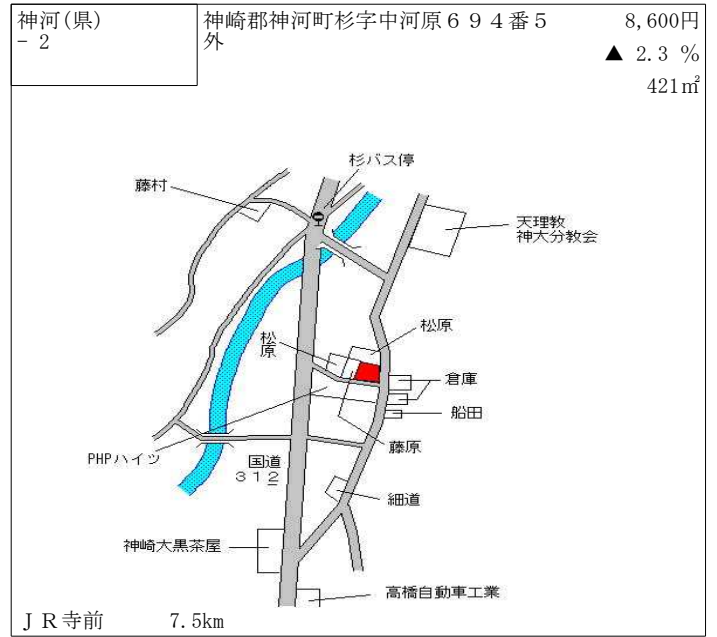 神河(県)
- 2
神崎郡神河町杉字中河原694番5
外
8,600円
▲ 2.3 %
421㎡
杉バス停
藤村
天理教
神大分教会
松原
松
原
倉庫
船田
藤原
PHPハイツ
国道
312
細道
神崎大黒茶屋
高橋自動車工業
JR寺前 7.5km